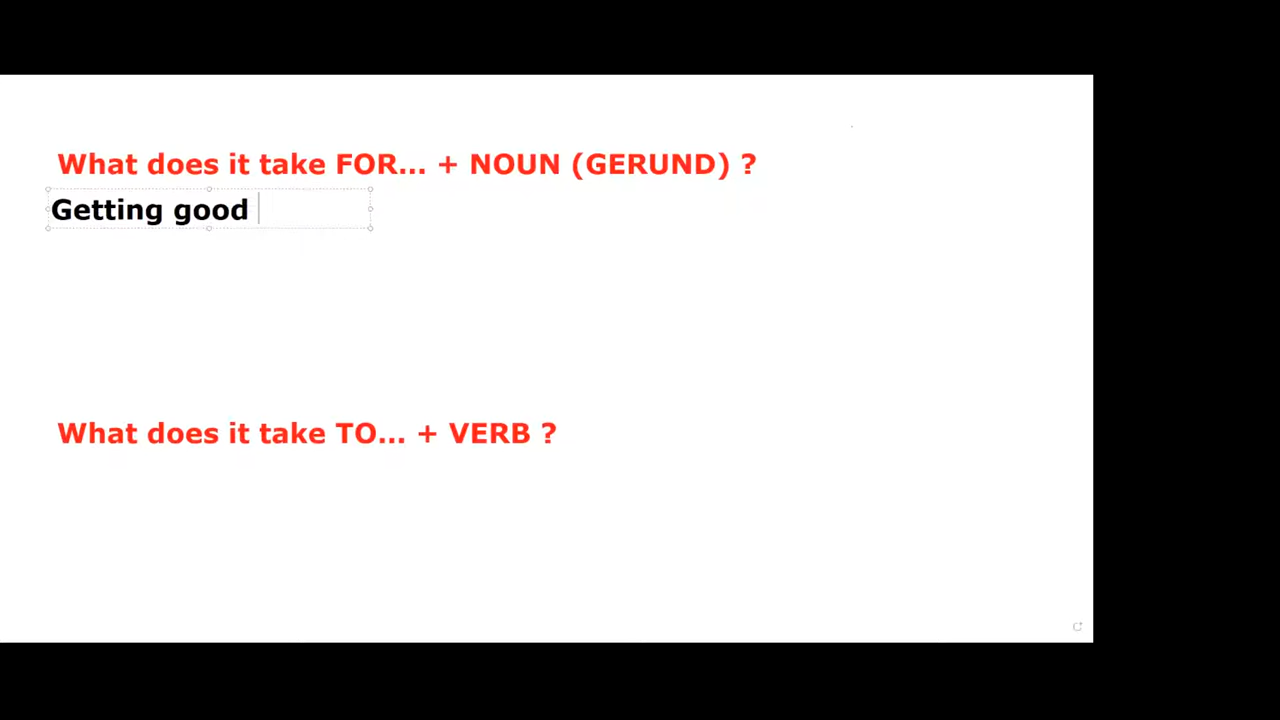 What does it take FOR... + NOUN (GERUND) ?
Getting good
What does it take TO... + VERB ?